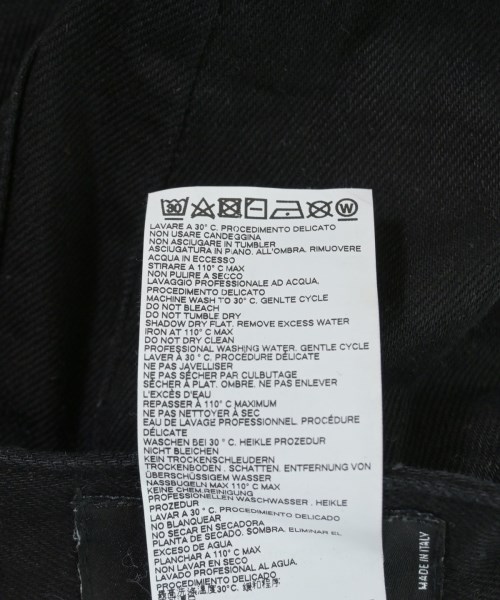 30 W
LAVARE A 30° C. PROCEDIMENTO DELICATO
NON USARE CANDEGGINA
NON ASCIUGARE IN TUMBLER
ASCIUGATURA IN PIANO. ALL'OMBRA. RIMUOVERE
ACQUA IN ECCESSO
STIRARE A 110° C MAX
NON PULIRE A SECCO
LAVAGGIO PROFESSIONALE AD ACQUA,
PROCEDIMENTO DELICATO
MACHINE WASH TO 30° C. GENLTE CYCLE
DO NOT BLEACH
DO NOT TUMBLE DRY
SHADOW DRY FLAT. REMOVE EXCESS WATER
IRON AT 110° C MAX
DO NOT DRY CLEAN
PROFESSIONAL WASHING WATER. GENTLE CYCLE
LAVER À 30° C. PROCÉDURE DÉLICATE
NE PAS JAVELLISER
NE PAS SÉCHER PAR CULBUTAGE
SÉCHER À PLAT. OMBRE. NE PAS ENLEVER
L'EXCÈS D'EAU
REPASSER À 110° C MAXIMUM
NE PAS NETTOYER À SEC
EAU DE LAVAGE PROFESSIONNEL. PROCÉDURE
DÉLICATE
WASCHEN BEI 30° C. HEIKLE PROZEDUR
NICHT BLEICHEN
KEIN TROCKENSCHLEUDERN
TROCKENBODEN . SCHATTEN. ENTFERNUNG VON
ÜBERSCHÜSSIGEM WASSER
NASSBÜGELN MAX 110° C MAX
KEINE CHEM.REINIGUNG
PROFESSIONELLEN WASCHWASSER . HEIKLE
PROZEDUR
LAVAR A 30° C. PROCEDIMIENTO DELICADO
NO BLANQUEAR
NO SECAR EN SECADORA
PLANTA DE SECADO. SOMBRA. ELIMINAR EL
EXCESO DE AGUA
PLANCHAR A 110° C MAX
NO LAVAR EN SECO
LAVADO PROFESIONAL AL AGUA.
PROCEDIMIENTO DELICADO
30°C. 緩和程序
MADE IN ITALY